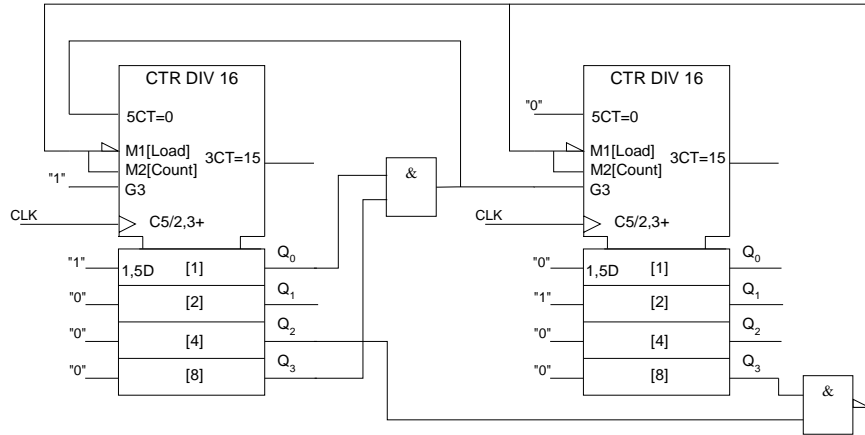 CTR DIV 16 CTR DIV 16
5CT=0 "0" 5CT=0
M1[Load] M1[Load]
3CT=15 & 3CT=15
M2[Count] M2[Count]
"1" G3 G3
CLK C5/2,3+ CLK C5/2,3+
Q0 Q0
"1" 1,5D [1] "0" 1,5D [1]
"0" [2] Q1 "1" [2] Q1
"0" [4] Q2 "0" [4] Q2
"0" [8] Q3 "0" [8] Q3
&